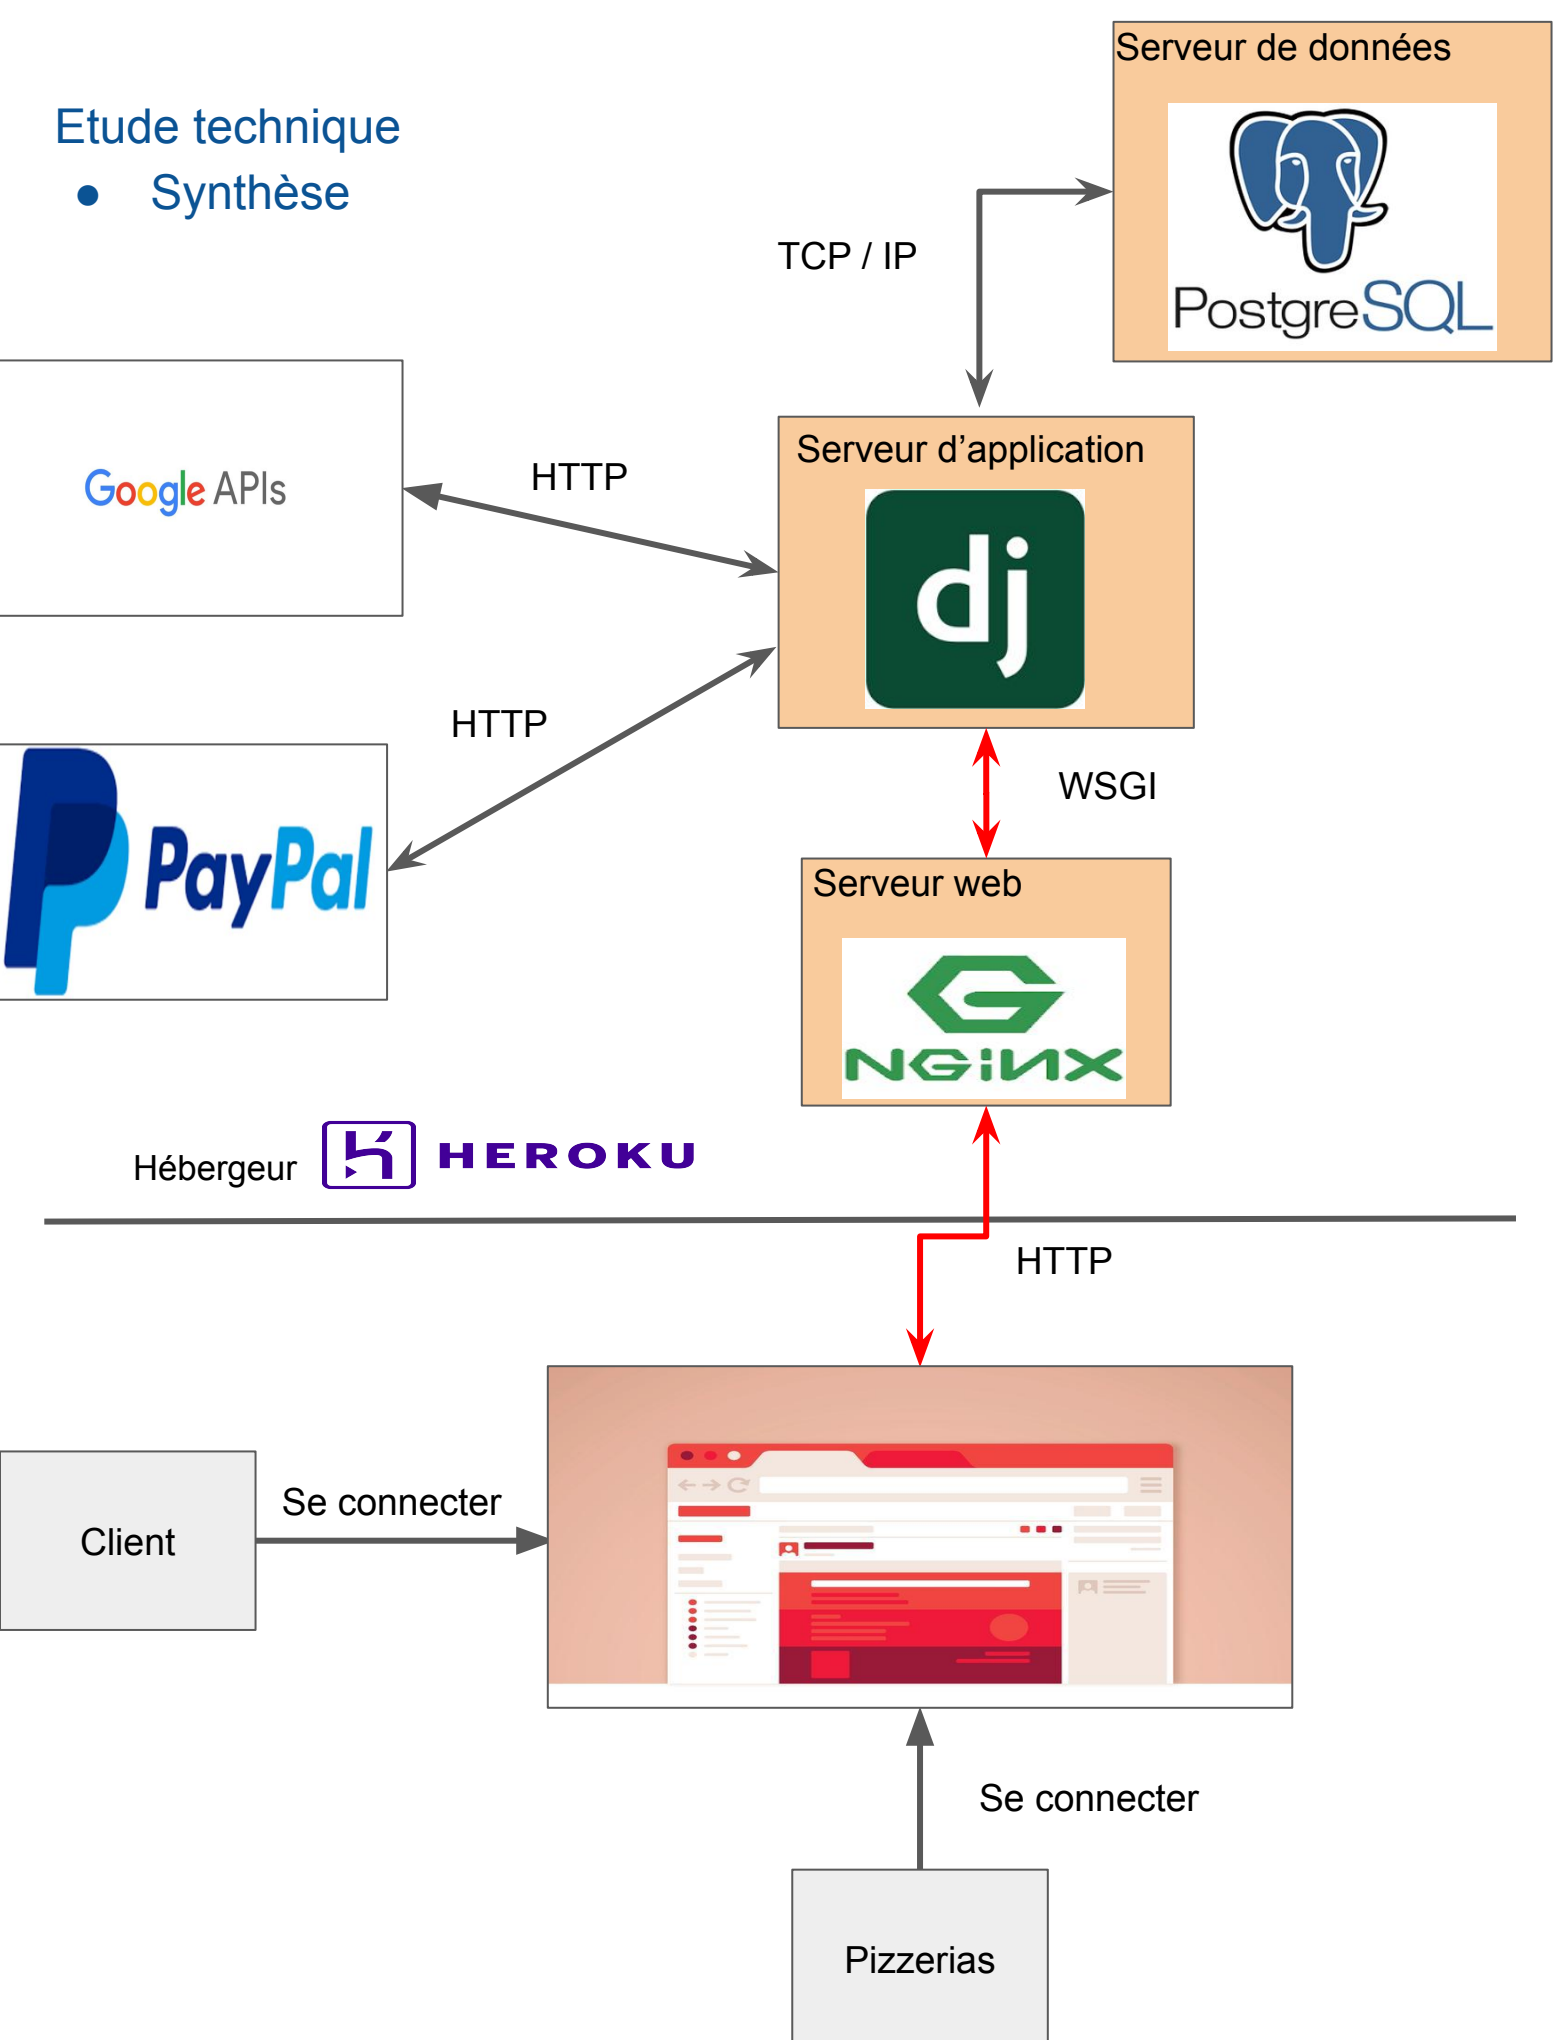 Serveur de données
Etude technique
● Synthèse
PostgreSQL
TCP / IP
Serveur d’application
HTTP
Google APIs
dj
HTTP
WSGI
PayPal
Serveur web
NGiNX
Hébergeur HEROKU
HTTP
Se connecter
Client
Se connecter
Pizzerias